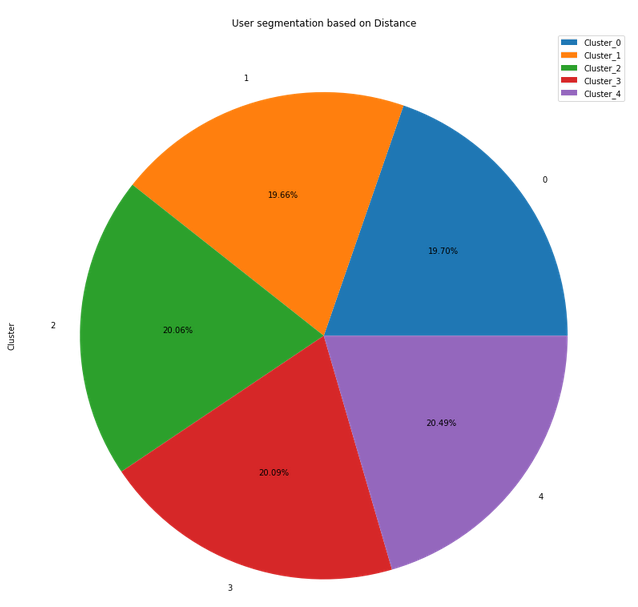 User segmentation based on Distance
Cluster_0
Cluster_1
Cluster_2
Cluster_3
Cluster_4
1
0
19.66%
19.70%
2
20.06%
Cluster
20.49%
20.09%
4
3